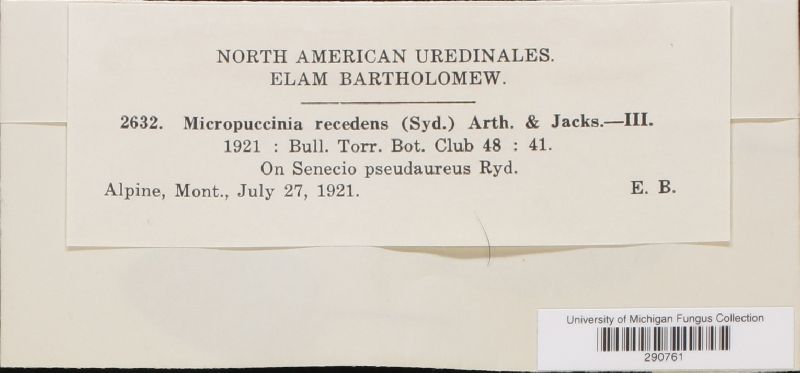 NORTH AMERICAN UREDINALES.
ELAM BARTHOLOMEW.
2632. Micropuccinia recedens (Syd.) Arth. & Jacks.—III.
1921 : Bull. Torr. Bot. Club 48 : 41.
On Senecio pseudaureus Ryd.
Alpine, Mont., July 27, 1921. E. B.
University of Michigan Fungus Collection
290761